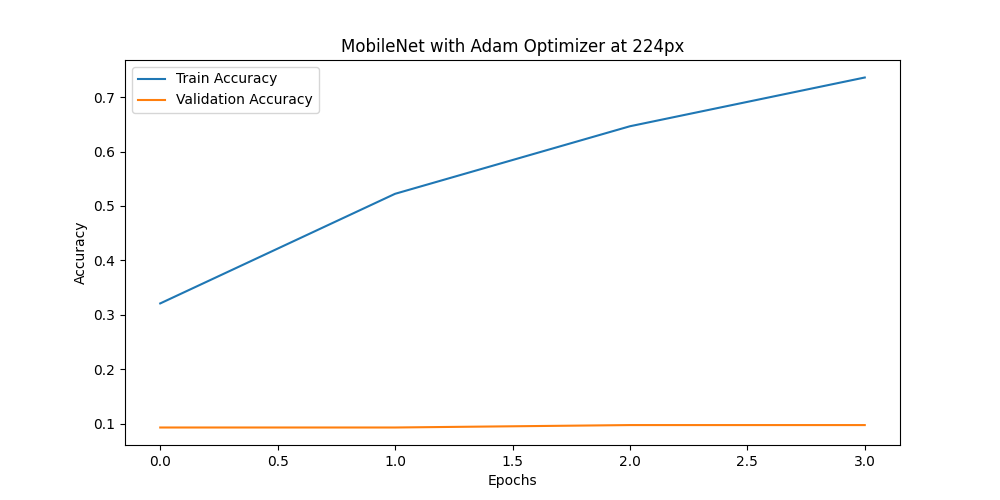 MobileNet with Adam Optimizer at 224px
Train Accuracy
Validation Accuracy
Accuracy
0.7
0.6
0.5
0.4
0.3
0.2
0.1
0.0 0.5 1.0 1.5 2.0 2.5 3.0
Epochs